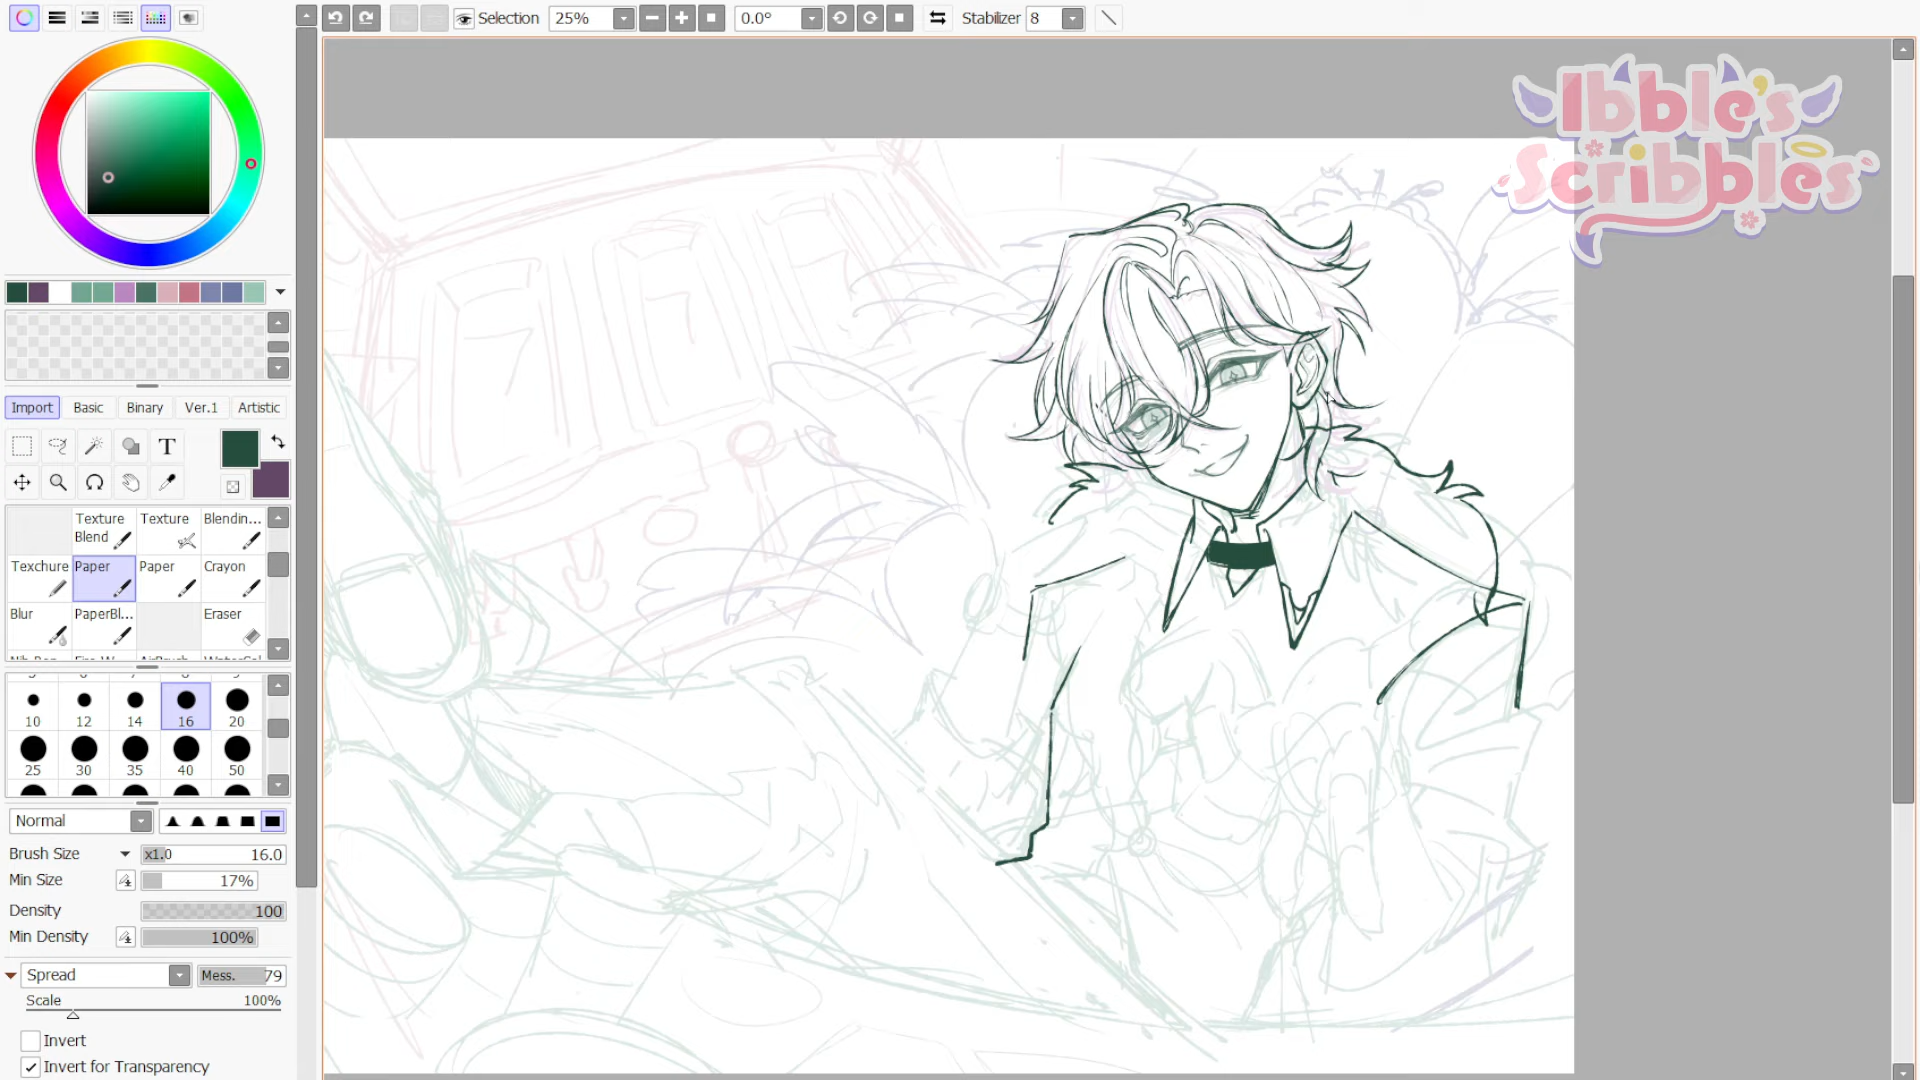 Selection 25% 0.0° Stabilizer 8
Ibble's
Scribbles
Import Basic Binary Ver.1 Artistic
T
Texture Blend Texture Blendin...
Texchure Paper Paper Crayon
Blur PaperBl... Eraser
10 12 14 16 20
25 30 35 40 50
Normal
Brush Size x1.0 16.0
Min Size 17%
Density 100
Min Density 100%
Spread Mess. 79
Scale 100%
Invert
Invert for Transparency